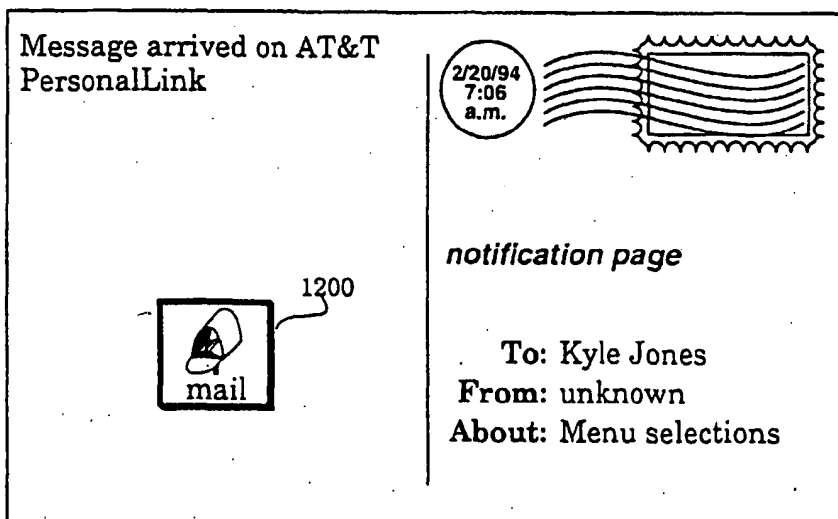 Message arrived on AT&T
PersonalLink
2/20/94
7:06
a.m.
notification page
1200
mail
To: Kyle Jones
From: unknown
About: Menu selections